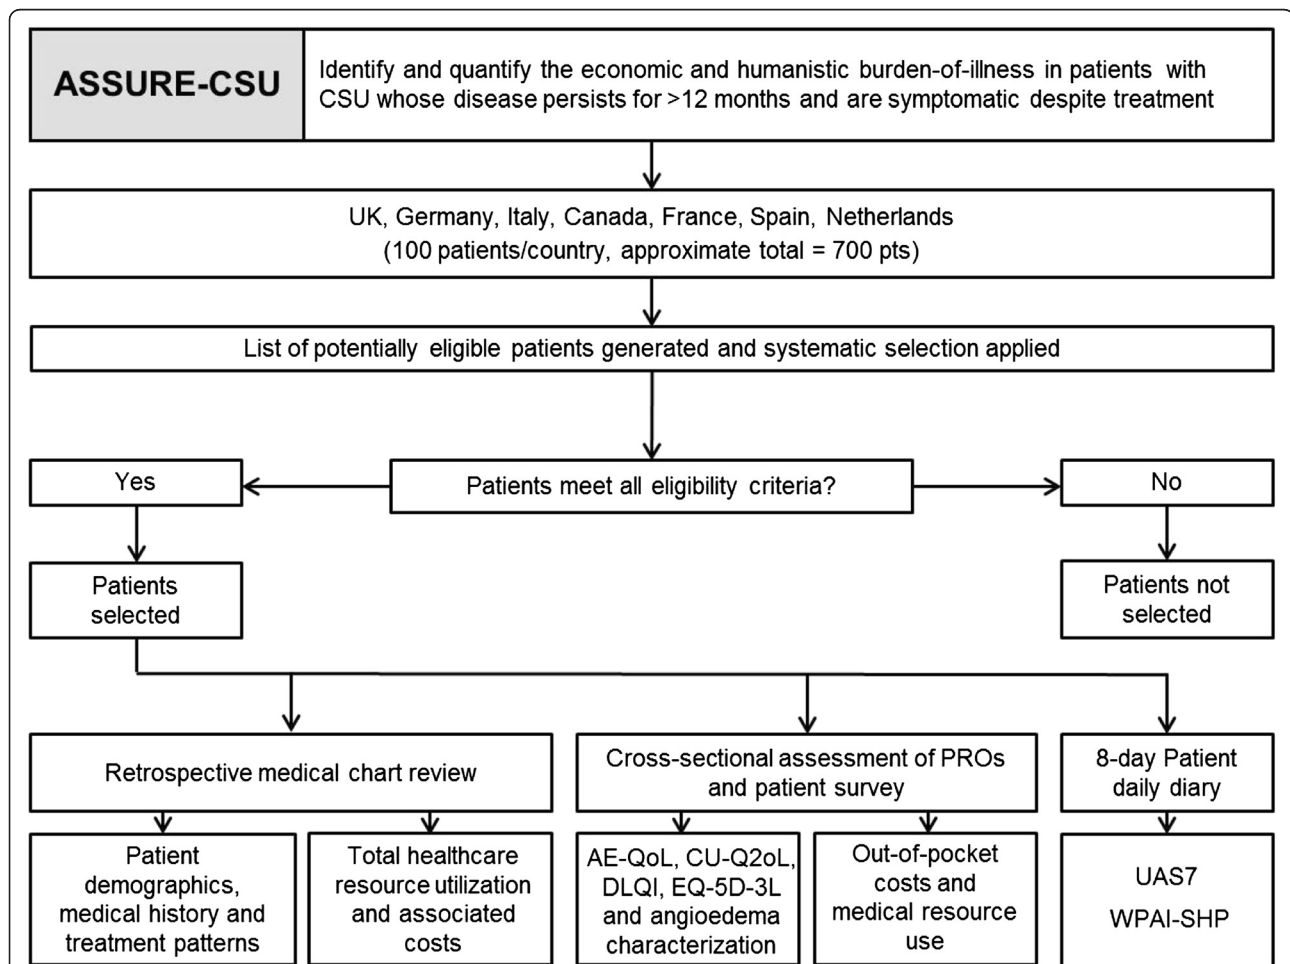 ASSURE-CSU
Identify and quantify the economic and humanistic burden-of-illness in patients with
CSU whose disease persists for >12 months and are symptomatic despite treatment
UK, Germany, Italy, Canada, France, Spain, Netherlands
(100 patients/country, approximate total = 700 pts)
List of potentially eligible patients generated and systematic selection applied
Yes
Patients meet all eligibility criteria?
No
Patients
selected
Patients not
selected
Retrospective medical chart review
Cross-sectional assessment of PROs
and patient survey
8-day Patient
daily diary
Patient
demographics,
medical history and
treatment patterns
Total healthcare
resource utilization
and associated
costs
AE-QoL, CU-Q2oL,
DLQI, EQ-5D-3L
and angioedema
characterization
Out-of-pocket
costs and
medical resource
use
UAS7
WPAI-SHP